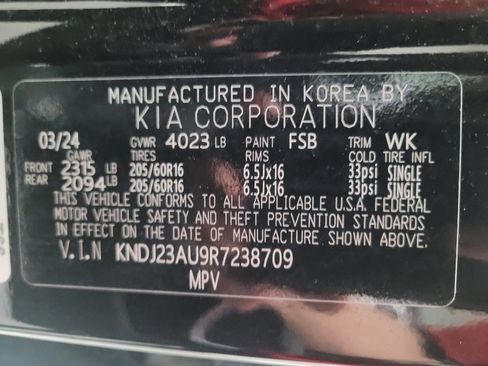 MANUFACTURED IN KOREA BY
KIA CORPORATION
03/24 GVWR 4023 LB PAINT FSB TRIM WK
GAWR TIRES RIMS COLD TIRE INFL
FRONT 2315 LB 205/60R16 6.5Jx16 33psi SINGLE
REAR 2094 LB 205/60R16 6.5Jx16 33psi SINGLE
THIS VEHICLE CONFORMS TO ALL APPLICABLE U.S.A. FEDERAL
MOTOR VEHICLE SAFETY AND THEFT PREVENTION STANDARDS
IN EFFECT ON THE DATE OF MANUFACTURE SHOWN ABOVE.
V.I.N KNDJ23AU9R7238709
MPV